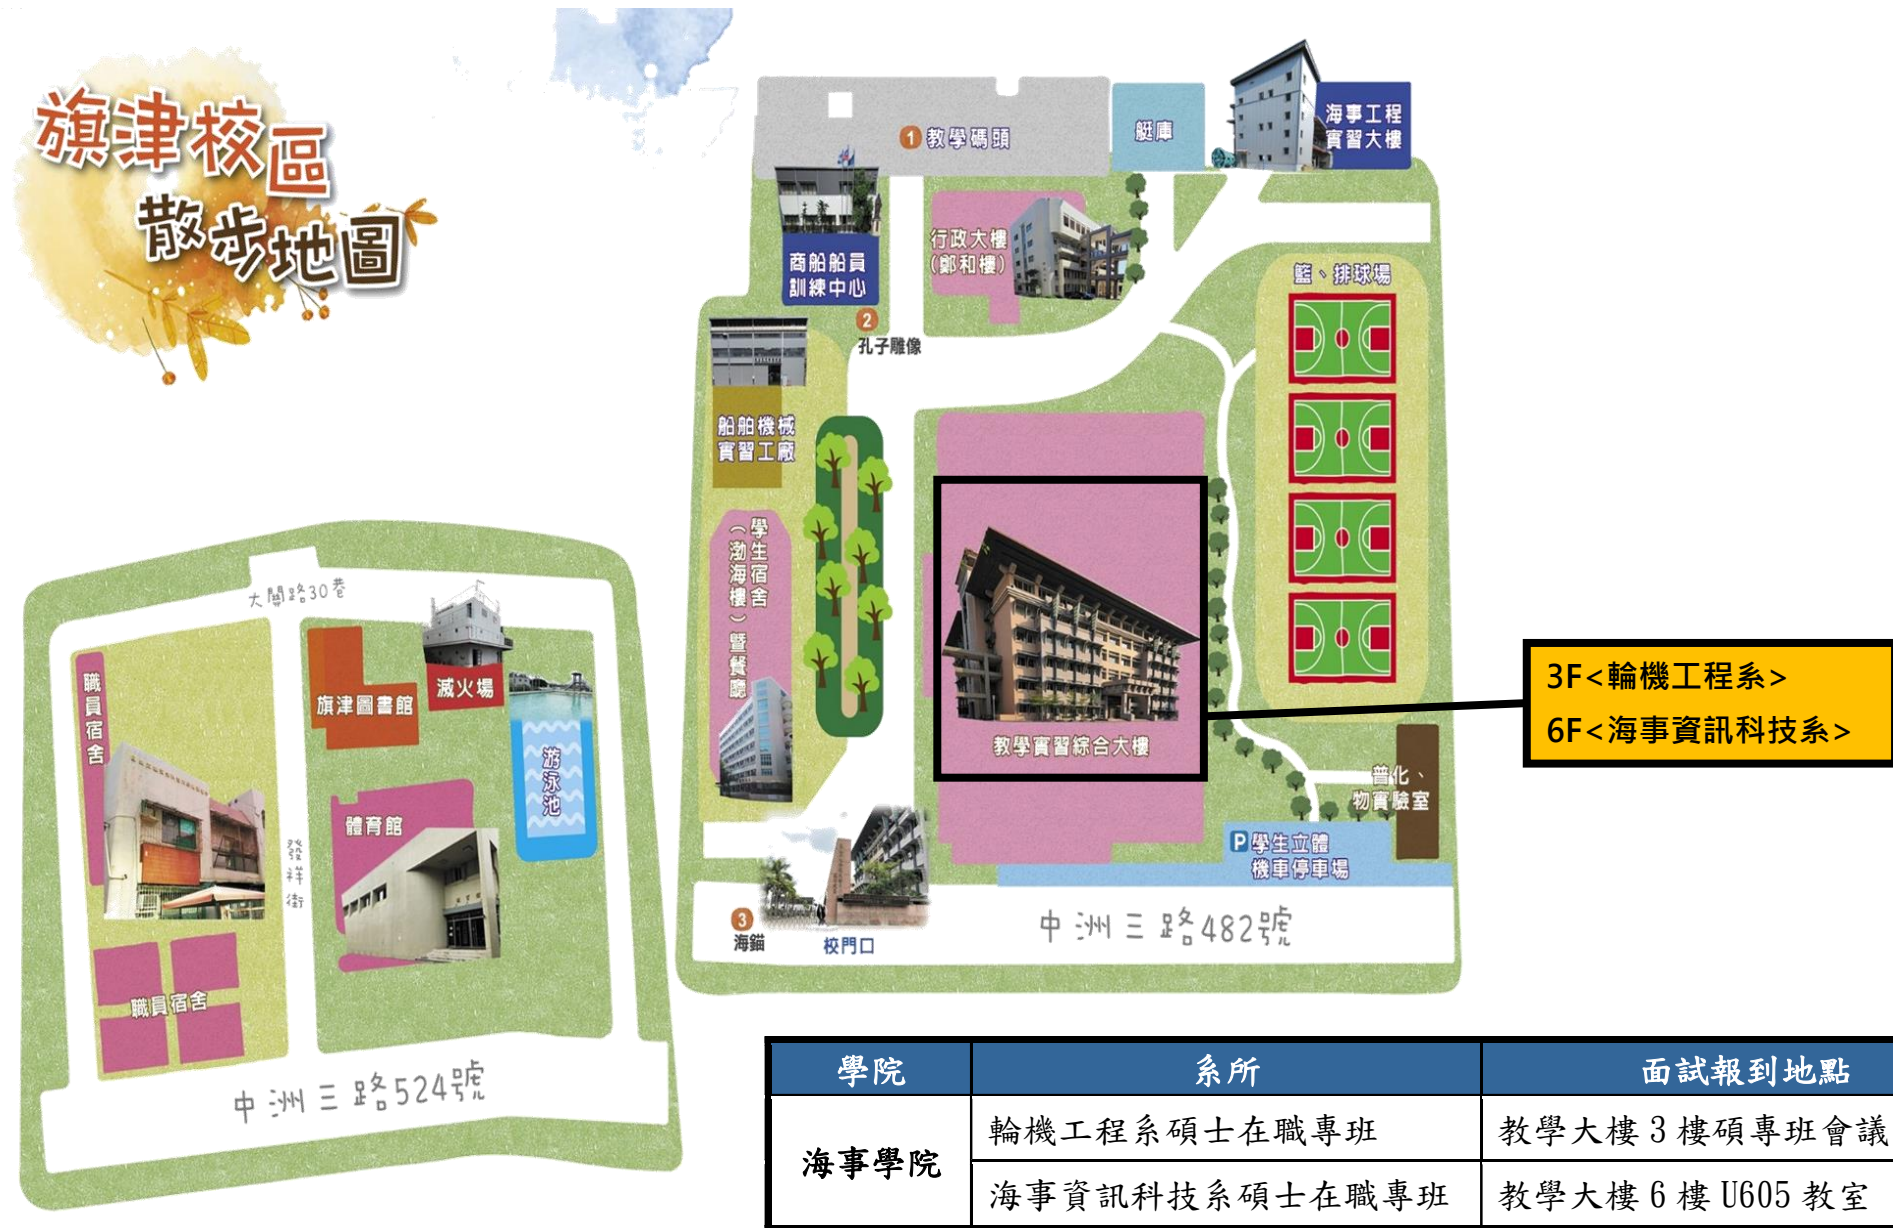 旗津校區
散步地圖
1 教學碼頭
艇庫
海事工程
實習大樓
商船船員
訓練中心
行政大樓
(鄭和樓)
籃、排球場
2
孔子雕像
船舶機械
實習工廠
學生宿舍
（渤海樓）暨餐廳
教學實習綜合大樓
3F<輪機工程系>
6F<海事資訊科技系>
普化、
物實驗室
P學生立體
機車停車場
3
海錨
校門口
中洲三路482號
大關路30巷
職員宿舍
旗津圖書館
滅火場
游泳池
體育館
發祥街
職員宿舍
中洲三路524號
學院 系所 面試報到地點
海事學院
輪機工程系碩士在職專班 教學大樓3樓碩專班會議
海事資訊科技系碩士在職專班 教學大樓6樓U605教室